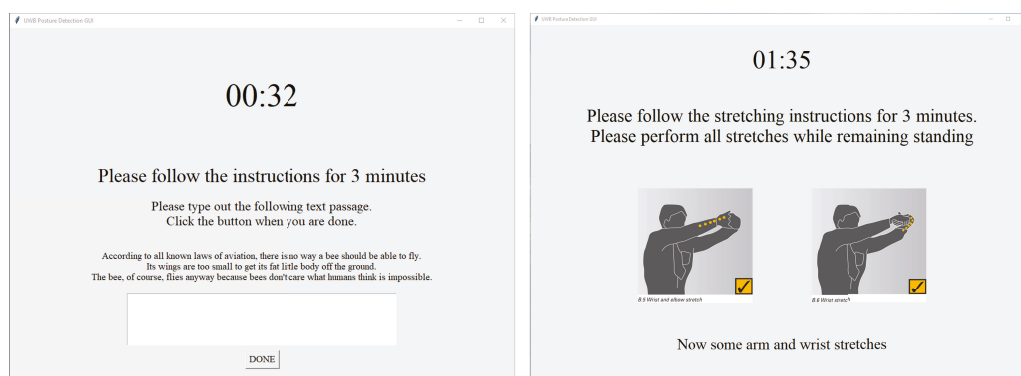 UWB Posture Detection GUI
00:32
Please follow the instructions for 3 minutes
Please type out the following text passage.
Click the button when you are done.
According to all known laws of aviation, there is no way a bee should be able to fly.
Its wings are too small to get its fat little body off the ground.
The bee, of course, flies anyway because bees don't care what humans think is impossible.
DONE
UWB Posture Detection GUI
01:35
Please follow the stretching instructions for 3 minutes.
Please perform all stretches while remaining standing
B.5 Wrist and elbow stretch
B.6 Wrist stretch
Now some arm and wrist stretches